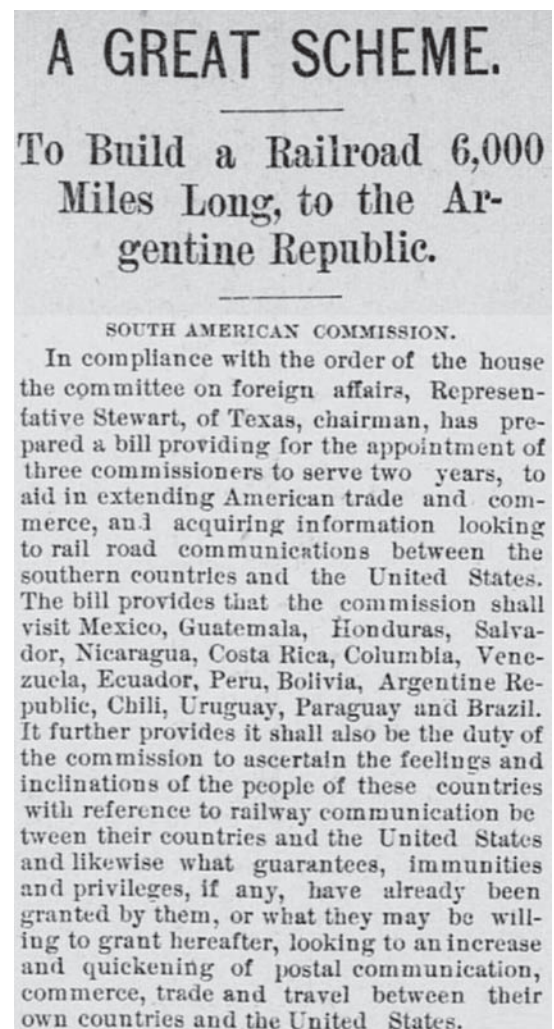 A GREAT SCHEME.
To Build a Railroad 6,000
Miles Long, to the Ar-
gentine Republic.
SOUTH AMERICAN COMMISSION.
In compliance with the order of the house
the committee on foreign affairs, Represen-
tative Stewart, of Texas, chairman, has pre-
pared a bill providing for the appointment of
three commissioners to serve two years, to
aid in extending American trade and com-
merce, and acquiring information looking
to rail road communications between the
southern countries and the United States.
The bill provides that the commission shall
visit Mexico, Guatemala, Honduras, Salva-
dor, Nicaragua, Costa Rica, Columbia, Vene-
zuela, Ecuador, Peru, Bolivia, Argentine Re-
public, Chili, Uruguay, Paraguay and Brazil.
It further provides it shall also be the duty of
the commission to ascertain the feelings and
inclinations of the people of these countries
with reference to railway communication be
tween their countries and the United States
and likewise what guarantees, immunities
and privileges, if any, have already been
granted by them, or what they may be will-
ing to grant hereafter, looking to an increase
and quickening of postal communication,
commerce, trade and travel between their
own countries and the United States.